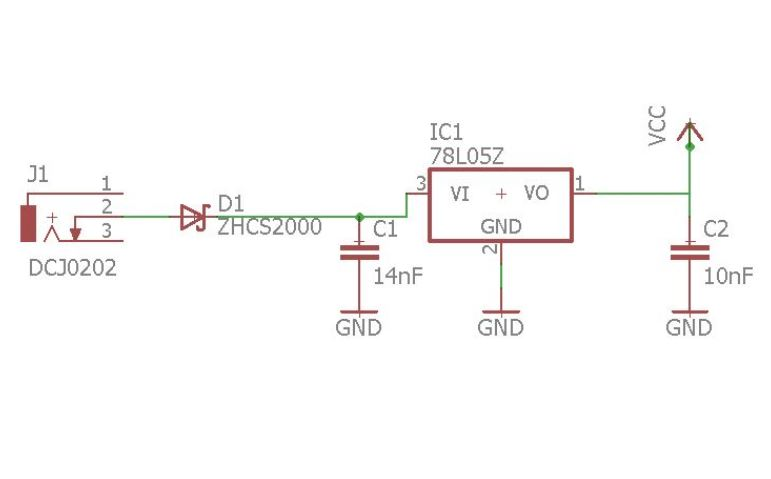 J1
1
2
3
DCJ0202
D1
ZHCS2000
C1
14nF
GND
IC1
78L05Z
3
VI
VO
1
GND
2
GND
VCC
C2
10nF
GND